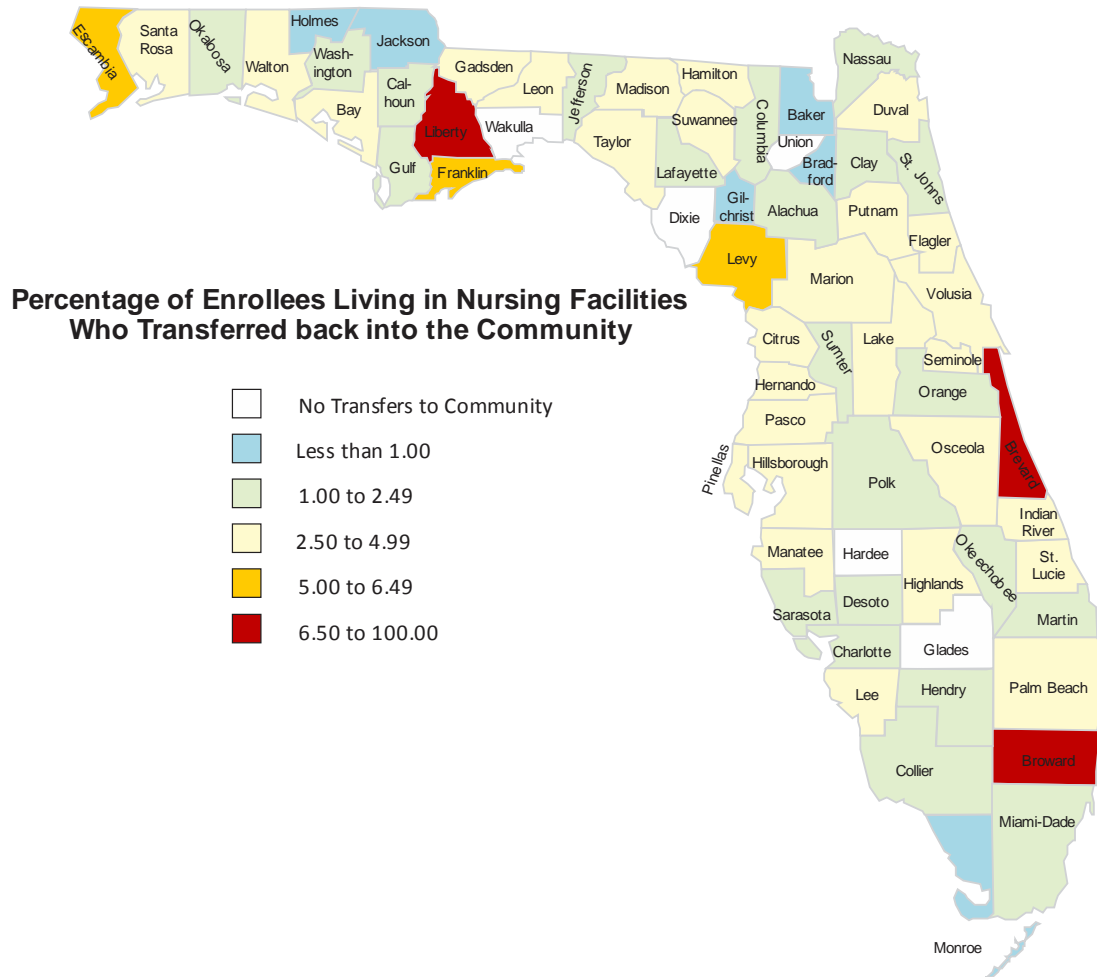 Escambia
Santa
Rosa
Okaloosa
Walton
Holmes
Wash-
ington
Jackson
Bay
Cal-
houn
Gulf
Liberty
Gadsden
Franklin
Leon
Wakulla
Jefferson
Madison
Taylor
Hamilton
Suwannee
Lafayette
Dixie
Columbia
Baker
Union
Brad-
ford
Gil-
christ
Alachua
Levy
Nassau
Duval
Clay
St. Johns
Putnam
Flagler
Marion
Volusia
Percentage of Enrollees Living in Nursing Facilities
Who Transferred back into the Community
No Transfers to Community
Less than 1.00
1.00 to 2.49
2.50 to 4.99
5.00 to 6.49
6.50 to 100.00
Citrus
Sumter
Lake
Seminole
Hernando
Orange
Pasco
Pinellas
Hillsborough
Polk
Osceola
Brevard
Indian
River
Manatee
Hardee
Highlands
Okeechobee
St.
Lucie
Sarasota
Desoto
Martin
Charlotte
Glades
Lee
Hendry
Palm Beach
Collier
Broward
Miami-Dade
Monroe